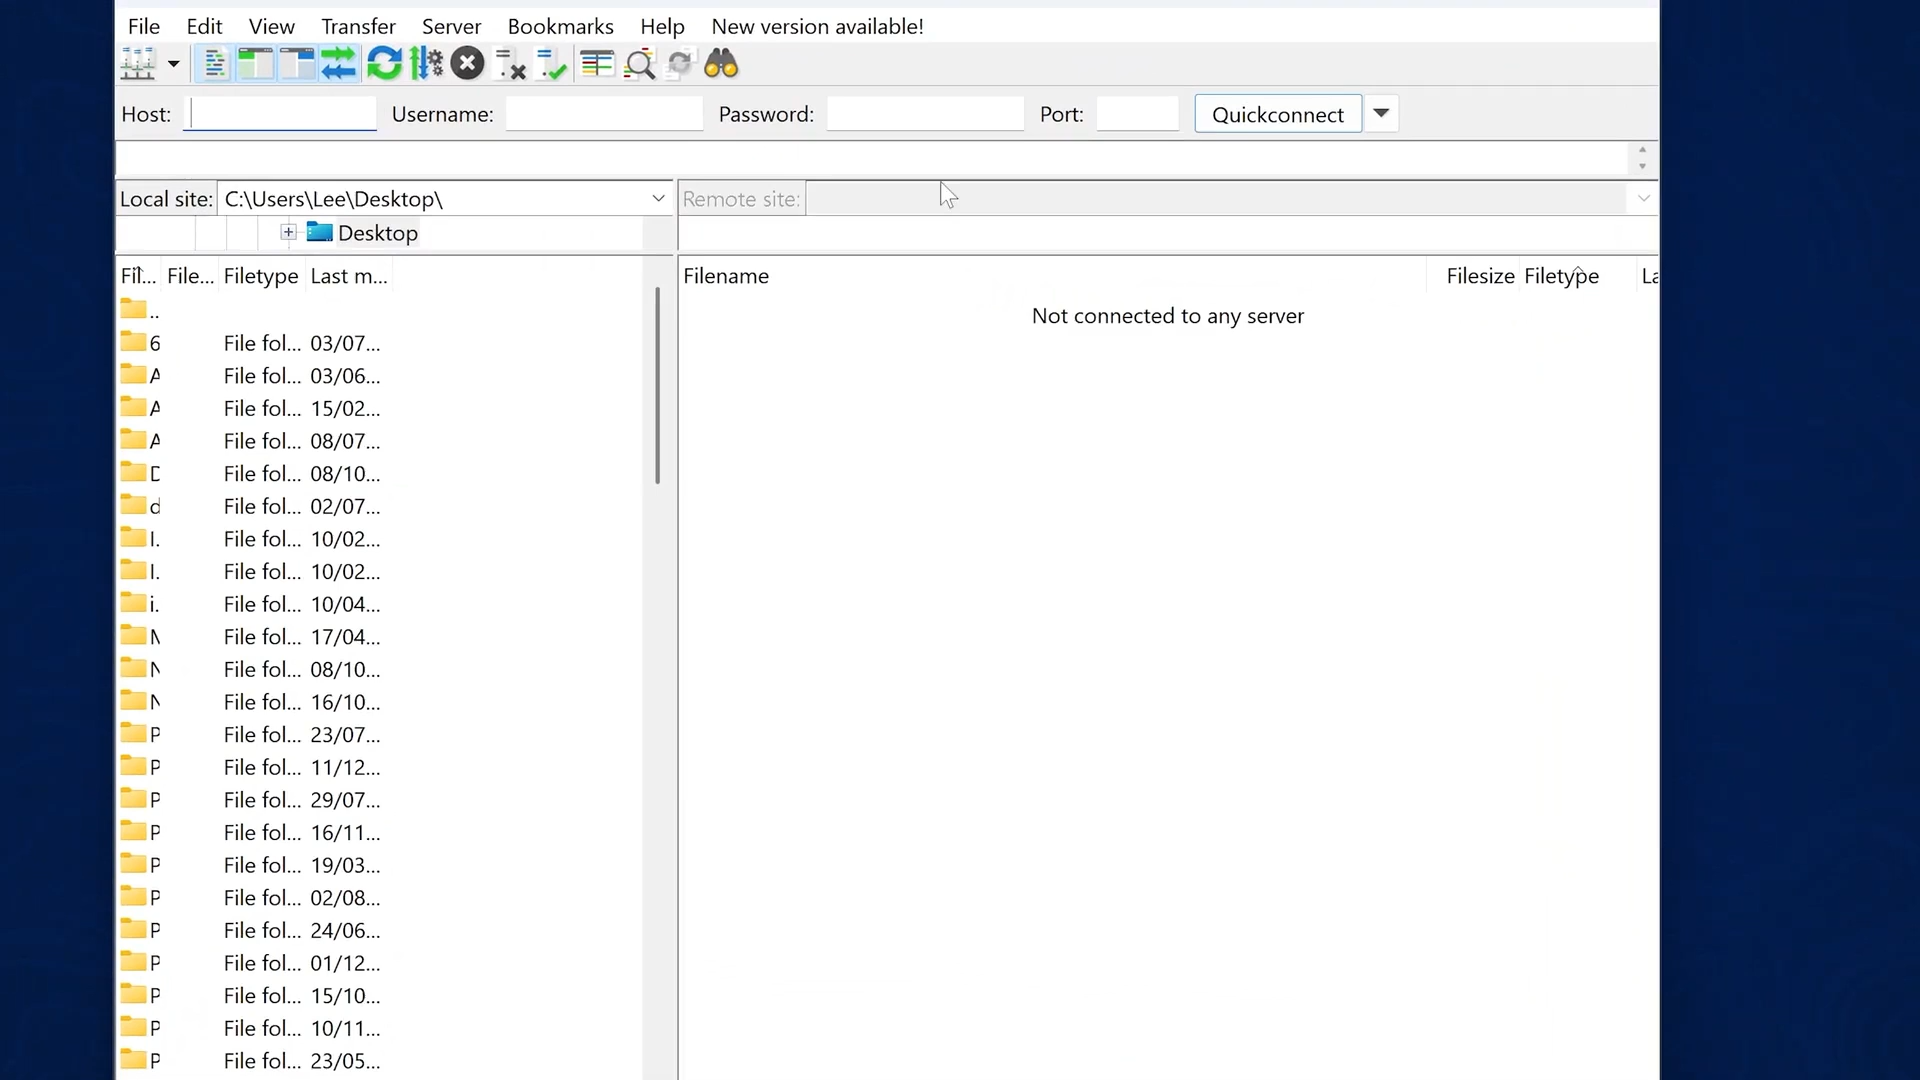 File Edit View Transfer Server Bookmarks Help New version available!
Host: Username: Password: Port: Quickconnect
Local site: C:\Users\Lee\Desktop\ Remote site:
Desktop
Fil... File... Filetype Last m... Filename Filesize Filetype La
..
Not connected to any server
6 File fol... 03/07...
A File fol... 03/06...
A File fol... 15/02...
A File fol... 08/07...
D File fol... 08/10...
d File fol... 02/07...
I. File fol... 10/02...
I. File fol... 10/02...
i. File fol... 10/04...
M File fol... 17/04...
N File fol... 08/10...
N File fol... 16/10...
P File fol... 23/07...
P File fol... 11/12...
P File fol... 29/07...
P File fol... 16/11...
P File fol... 19/03...
P File fol... 02/08...
P File fol... 24/06...
P File fol... 01/12...
P File fol... 15/10...
P File fol... 10/11...
P File fol... 23/05...